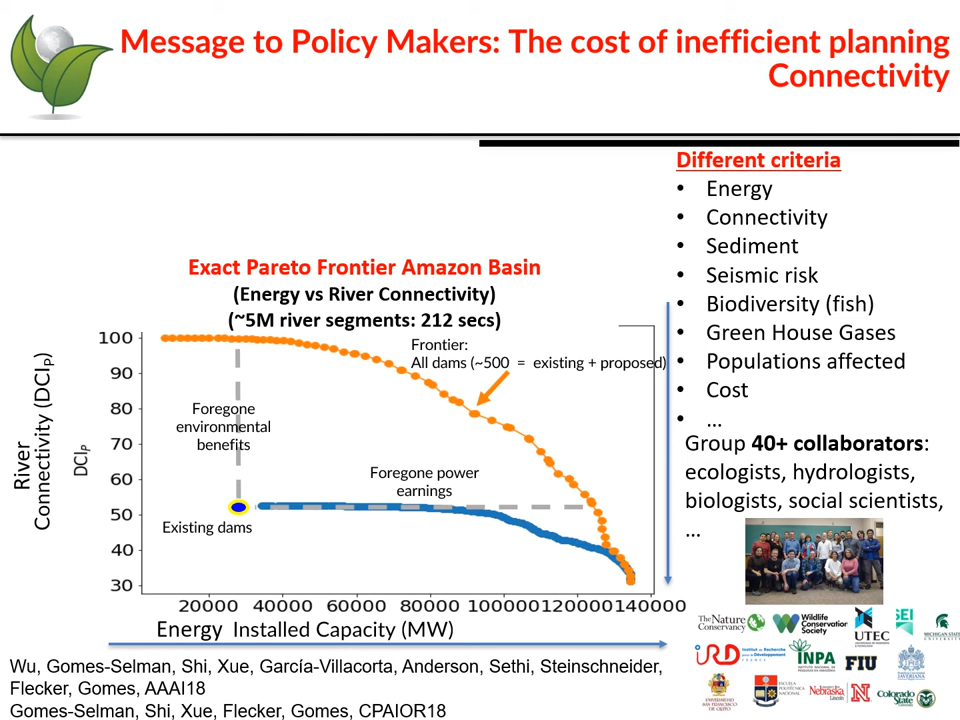 Message to Policy Makers: The cost of inefficient planning
Connectivity
Different criteria
• Energy
• Connectivity
• Sediment
• Seismic risk
• Biodiversity (fish)
• Green House Gases
• Populations affected
• Cost
• ...
Group 40+ collaborators:
ecologists, hydrologists,
biologists, social scientists,
...
Exact Pareto Frontier Amazon Basin
(Energy vs River Connectivity)
(~5M river segments: 212 secs)
Frontier:
All dams (~500 = existing + proposed)
Foregone
environmental
benefits
Foregone power
earnings
Existing dams
River
Connectivity (DCIP)
DCIP
100
90
80
70
60
50
40
30
20000 40000 60000 80000 100000 120000 140000
Energy Installed Capacity (MW)
Wu, Gomes-Selman, Shi, Xue, García-Villacorta, Anderson, Sethi, Steinschneider,
Flecker, Gomes, AAAI18
Gomes-Selman, Shi, Xue, Flecker, Gomes, CPAIOR18
The Nature
Conservancy
Wildlife
Conservation
Society
UTEC
SEI
MICHIGAN STATE
IRD
Institut de Recherche
pour le Développement
FRANCE
INPA
FIU
JAVERIANA
UNIVERSIDAD
SAN FRANCISCO
DE QUITO
ESCUELA
POLITÉCNICA
NACIONAL
Nebraska
Lincoln
N
Colorado
State